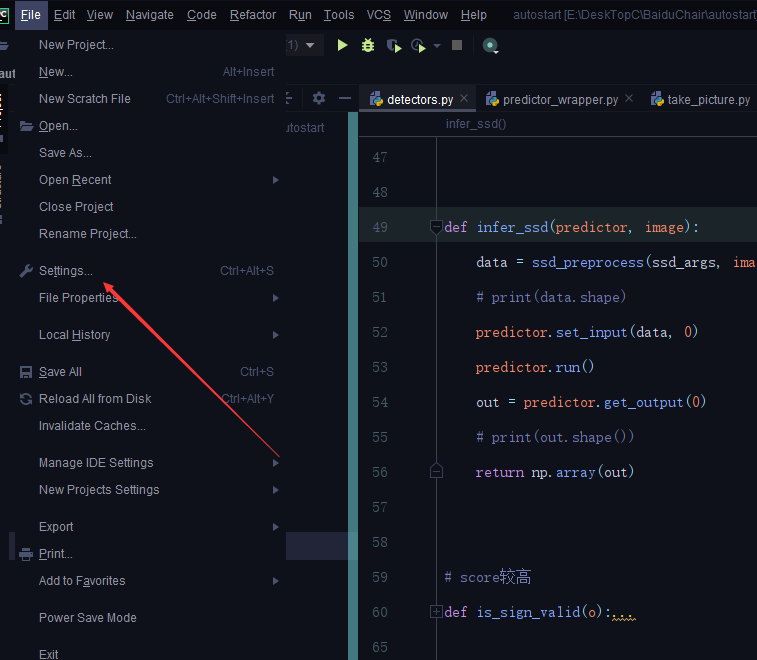 File Edit View Navigate Code Refactor Run Tools VCS Window Help autostart [E:\DeskTopC\BaiduChair\autostart]
New Project...
New... Alt+Insert
New Scratch File Ctrl+Alt+Shift+Insert
Open...
Save As...
Open Recent
Close Project
Rename Project...
Settings... Ctrl+Alt+S
File Properties
Local History
Save All Ctrl+S
Reload All from Disk Ctrl+Alt+Y
Invalidate Caches...
Manage IDE Settings
New Projects Settings
Export
Print...
Add to Favorites
Power Save Mode
Exit
1)
aut
utostart
detectors.py predictor_wrapper.py take_picture.py
infer_ssd()
47
48
49 def infer_ssd(predictor, image):
50 data = ssd_preprocess(ssd_args, ima
51 # print(data.shape)
52 predictor.set_input(data, 0)
53 predictor.run()
54 out = predictor.get_output(0)
55 # print(out.shape())
56 return np.array(out)
57
58
59 # score较高
60 def is_sign_valid(o):...
65